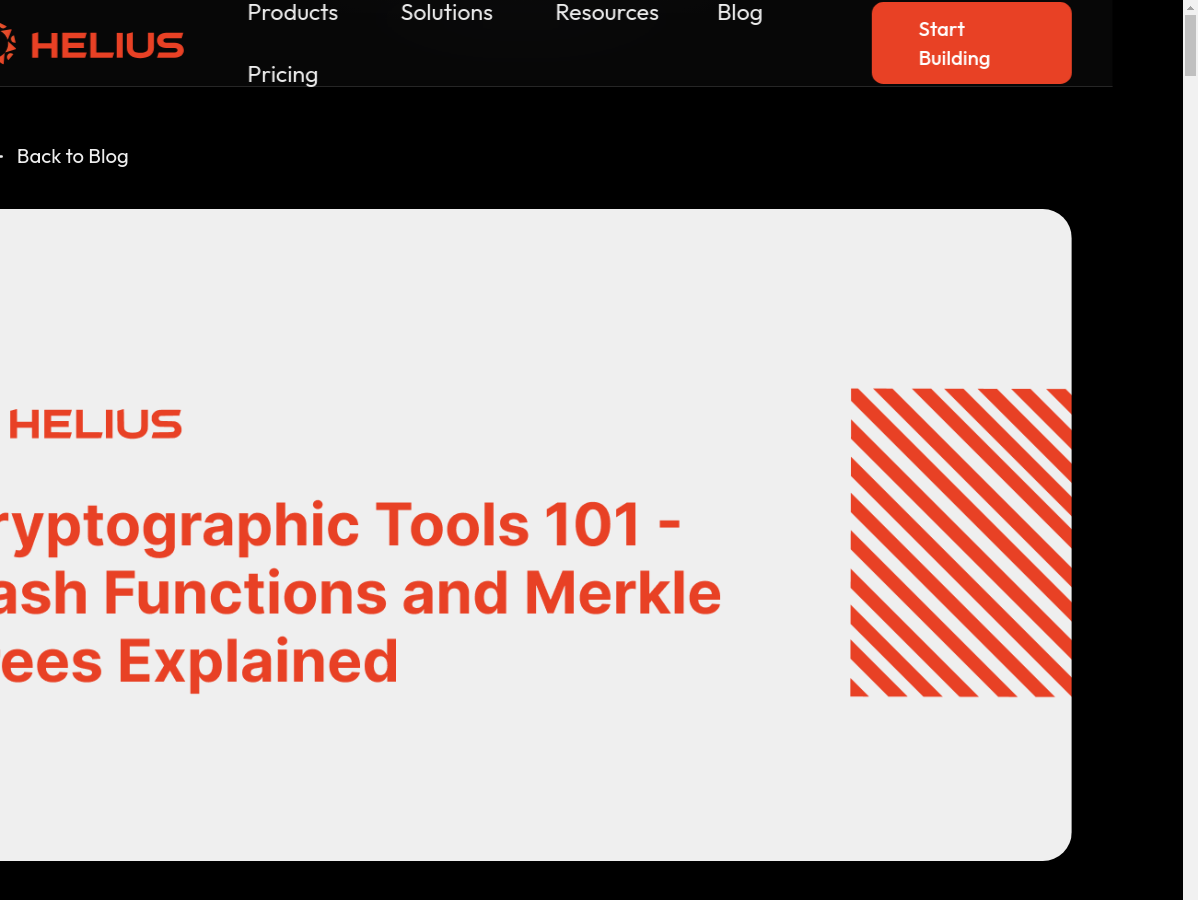 HELIUS
Products Solutions Resources Blog
Pricing
Start
Building
Back to Blog
HELIUS
ryptographic Tools 101 -
ash Functions and Merkle
ees Explained